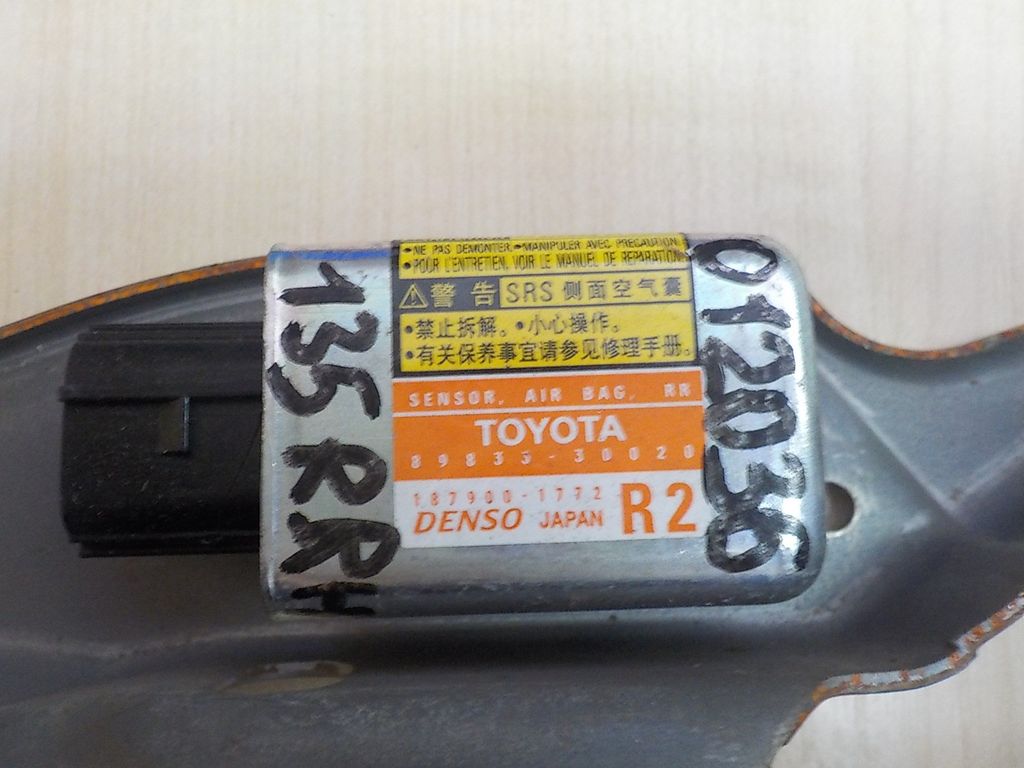 •NE PAS DEMONTER. •MANIPULER AVEC PRECAUTION.
•POUR L'ENTRETIEN, VOIR LE MANUEL DE REPARATION.
⚠警告 SRS 侧面空气囊
•禁止拆解。•小心操作。
•有关保养事宜请参见修理手册。
SENSOR, AIR BAG, RR
TOYOTA
89835-30020
187900-1772
DENSO JAPAN R2
135 RR RH
012036